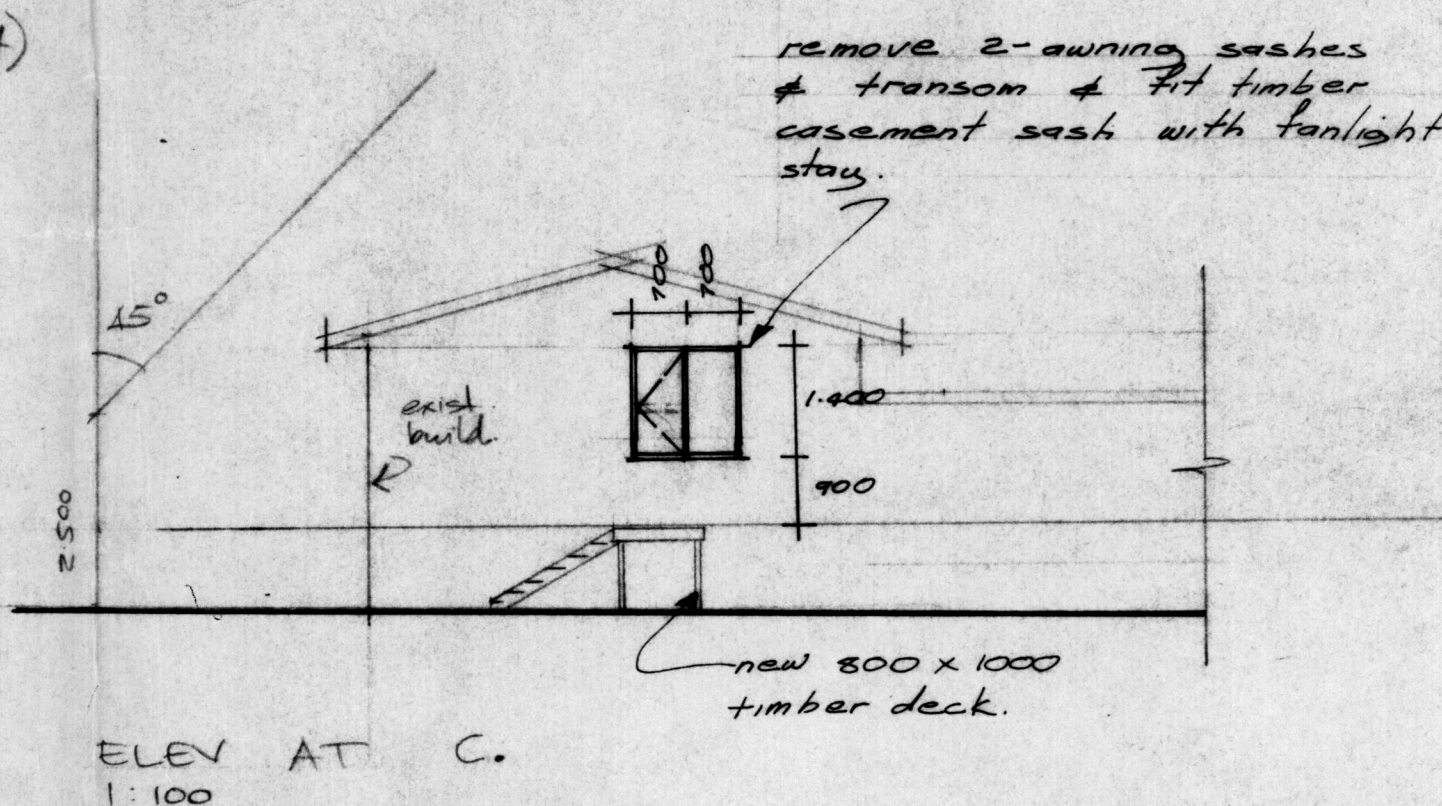 remove 2-awning sashes
& transom & fit timber
casement sash with fanlight
stay.
700 700
45°
exist
build.
1.400
900
2.500
new 800 x 1000
timber deck.
ELEV AT C.
1:100